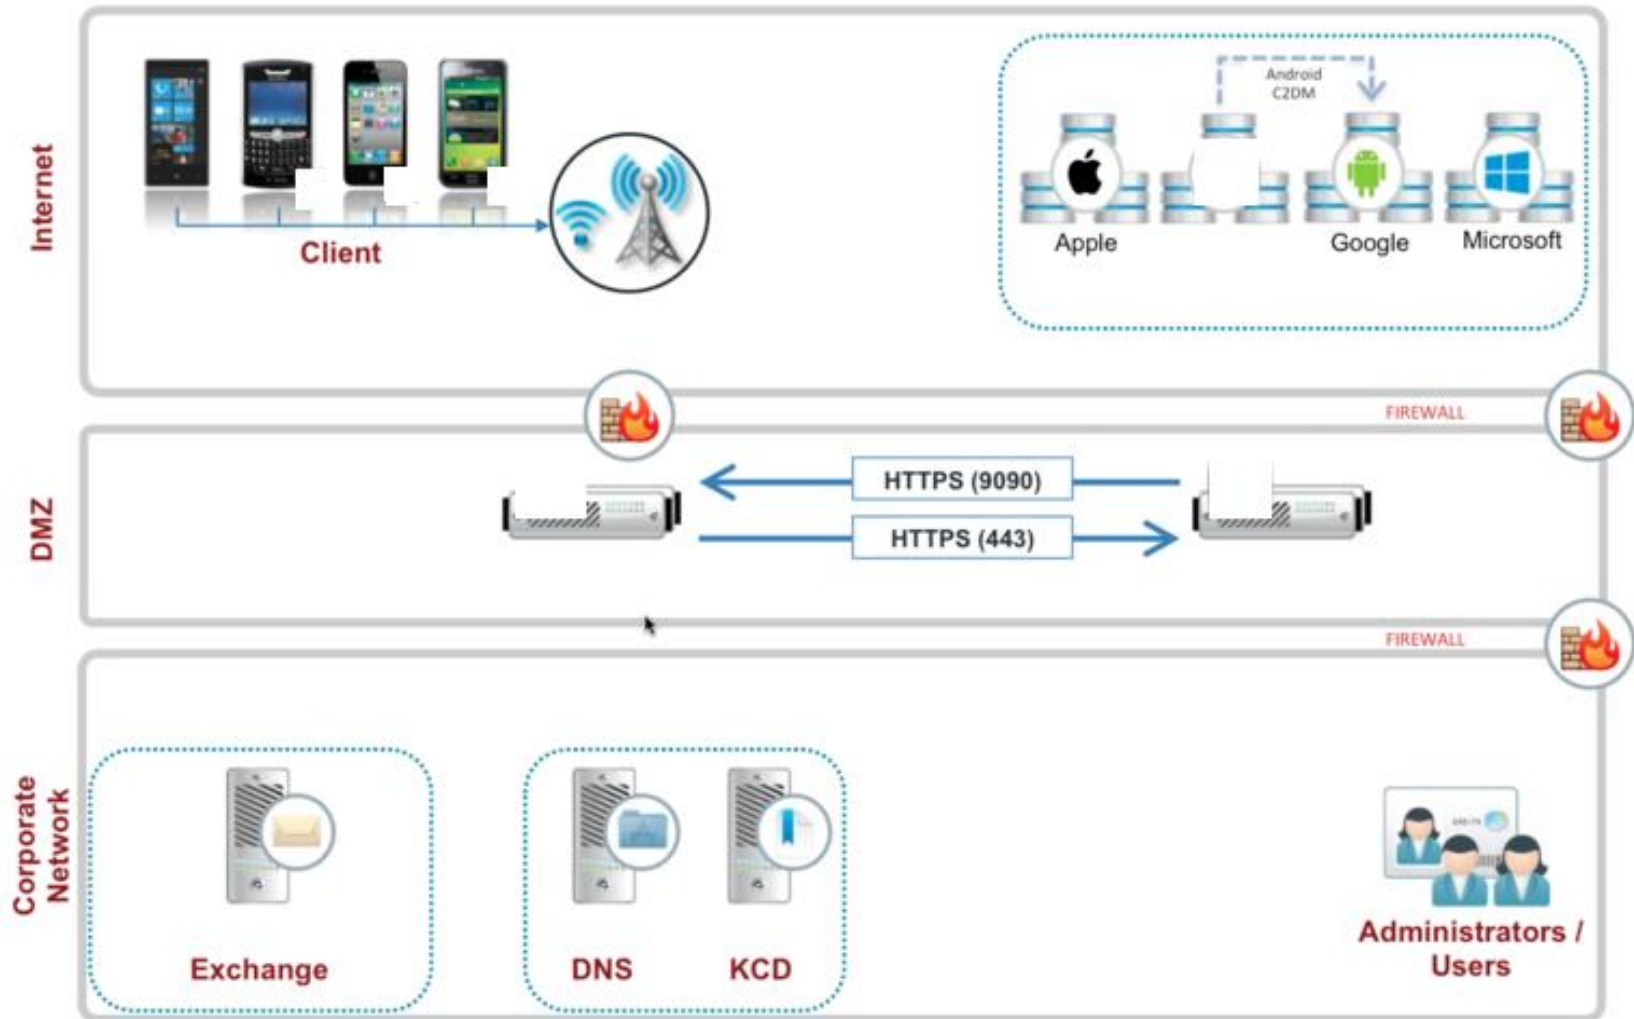 Internet
Client
Android
C2DM
Apple
Google
Microsoft
FIREWALL
DMZ
HTTPS (9090)
HTTPS (443)
FIREWALL
Corporate
Network
Exchange
DNS
KCD
Administrators /
Users